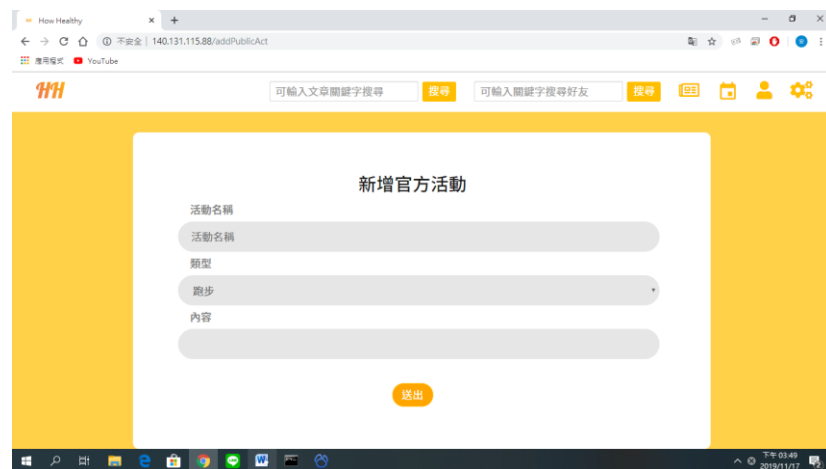 How Healthy
不安全 | 140.131.115.88/addPublicAct
應用程式 YouTube
HH 可輸入文章關鍵字搜尋 搜尋 可輸入關鍵字搜尋好友 搜尋
新增官方活動
活動名稱
活動名稱
類型
跑步
內容
送出
下午 03:49
2019/11/17